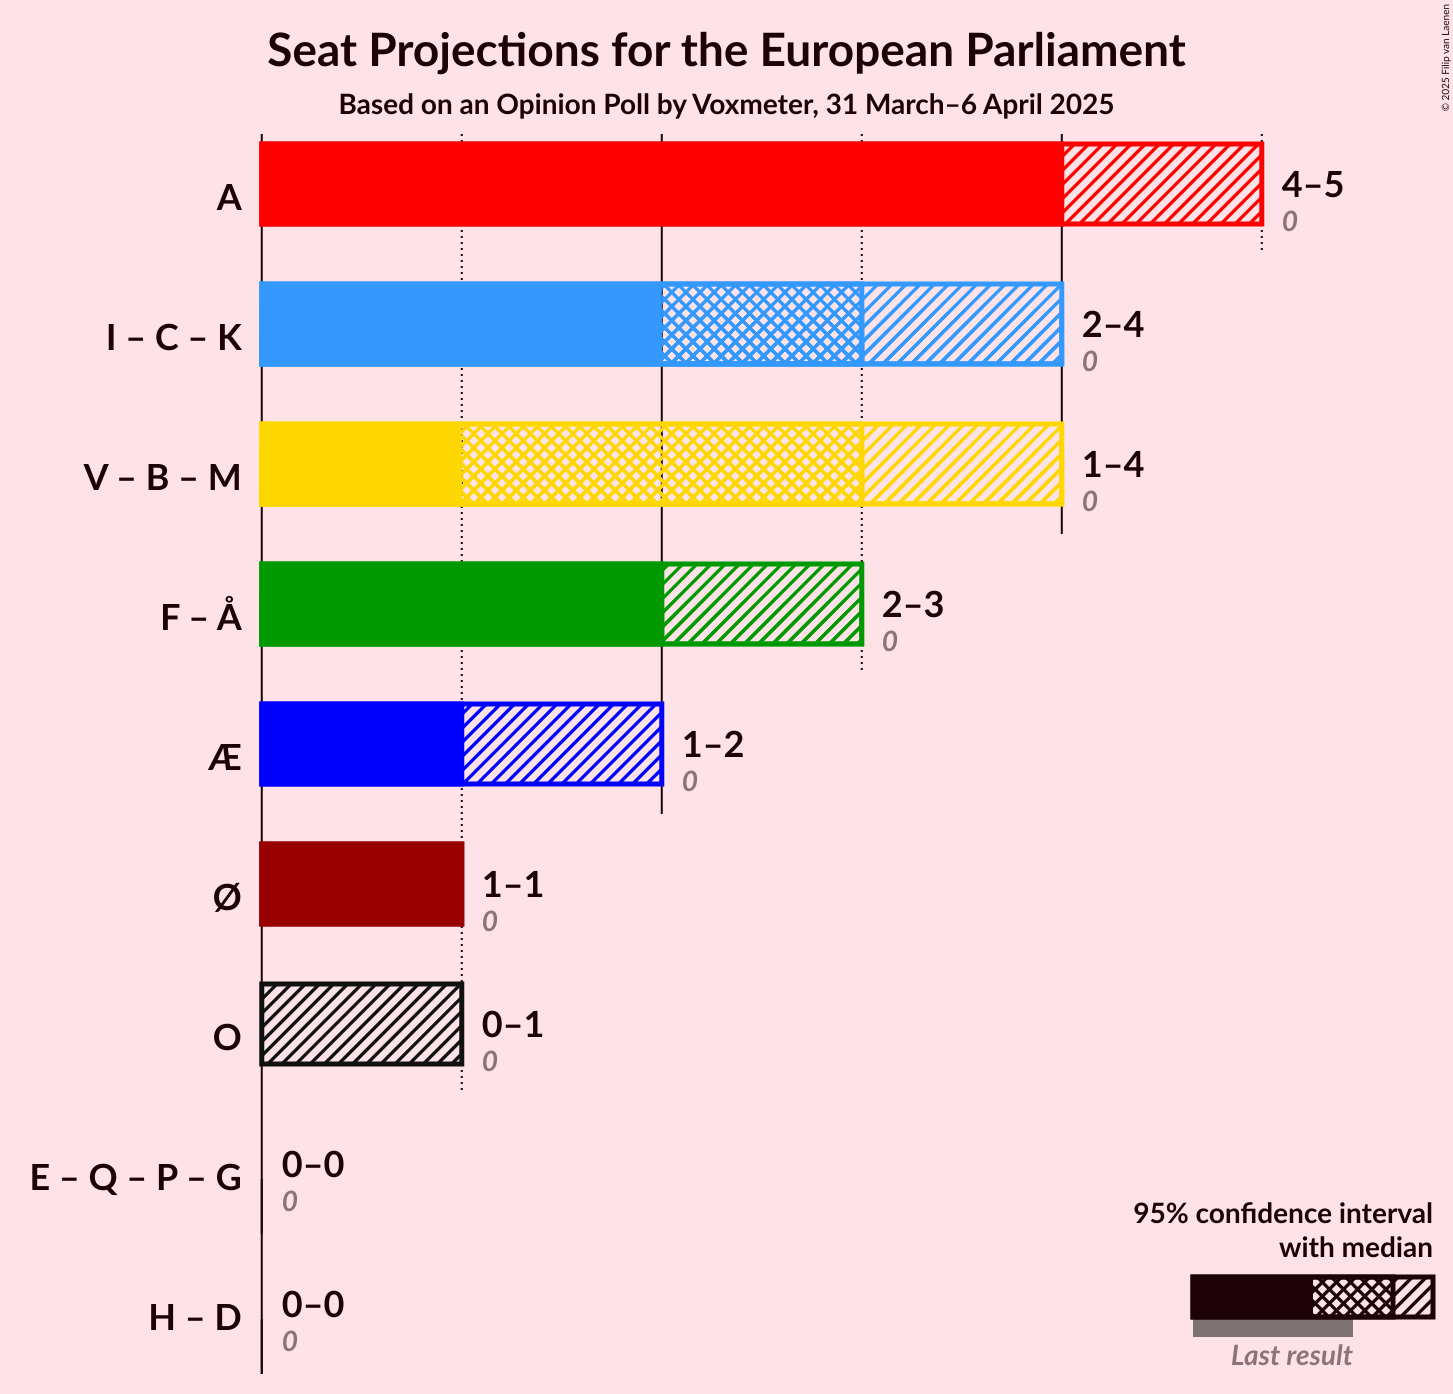 Seat Projections for the European Parliament
Based on an Opinion Poll by Voxmeter, 31 March–6 April 2025
© 2025 Filip van Laenen
A
4–5
0
I – C – K
2–4
0
V – B – M
1–4
0
F – Å
2–3
0
Æ
1–2
0
Ø
1–1
0
O
0–1
0
E – Q – P – G
0–0
0
H – D
0–0
0
95% confidence interval
with median
Last result